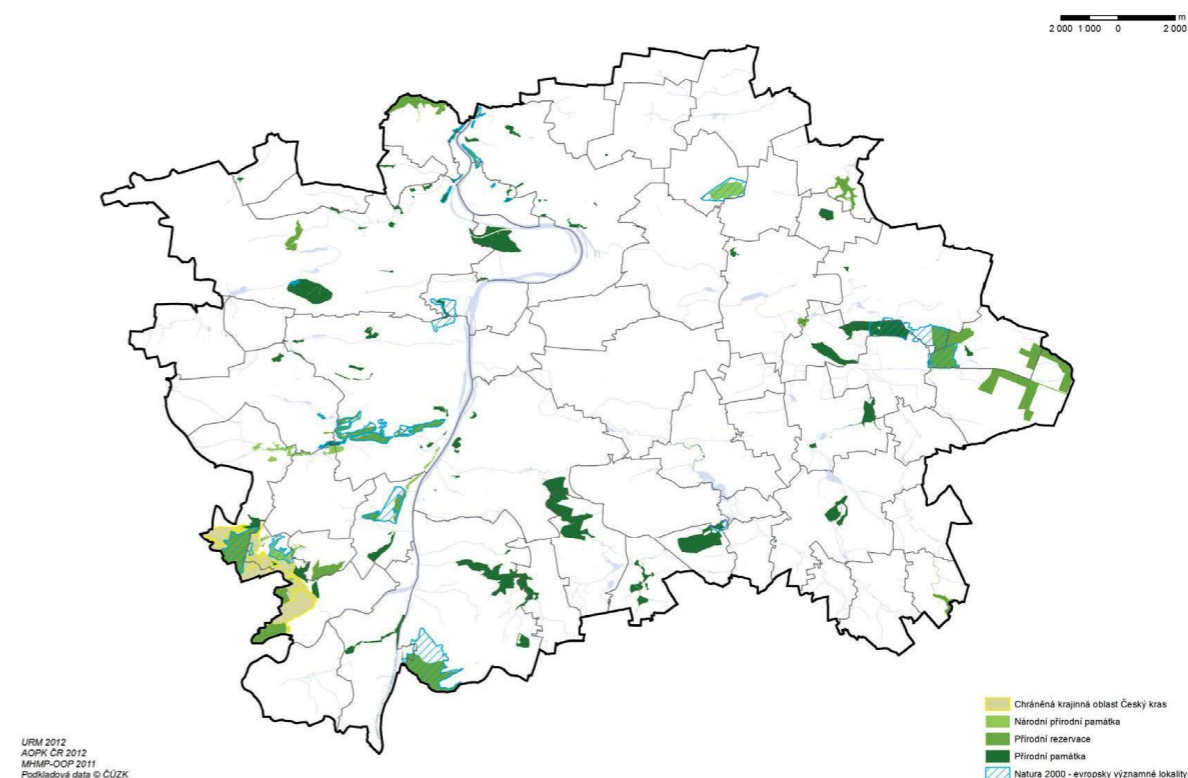 m
2 000 1 000 0 2 000
Chráněná krajinná oblast Český kras
Národní přírodní památka
Přírodní rezervace
Přírodní památka
Natura 2000 - evropsky významné lokality
URM 2012
AOPK ČR 2012
MHMP-OOP 2011
Podkladová data © ČÚZK